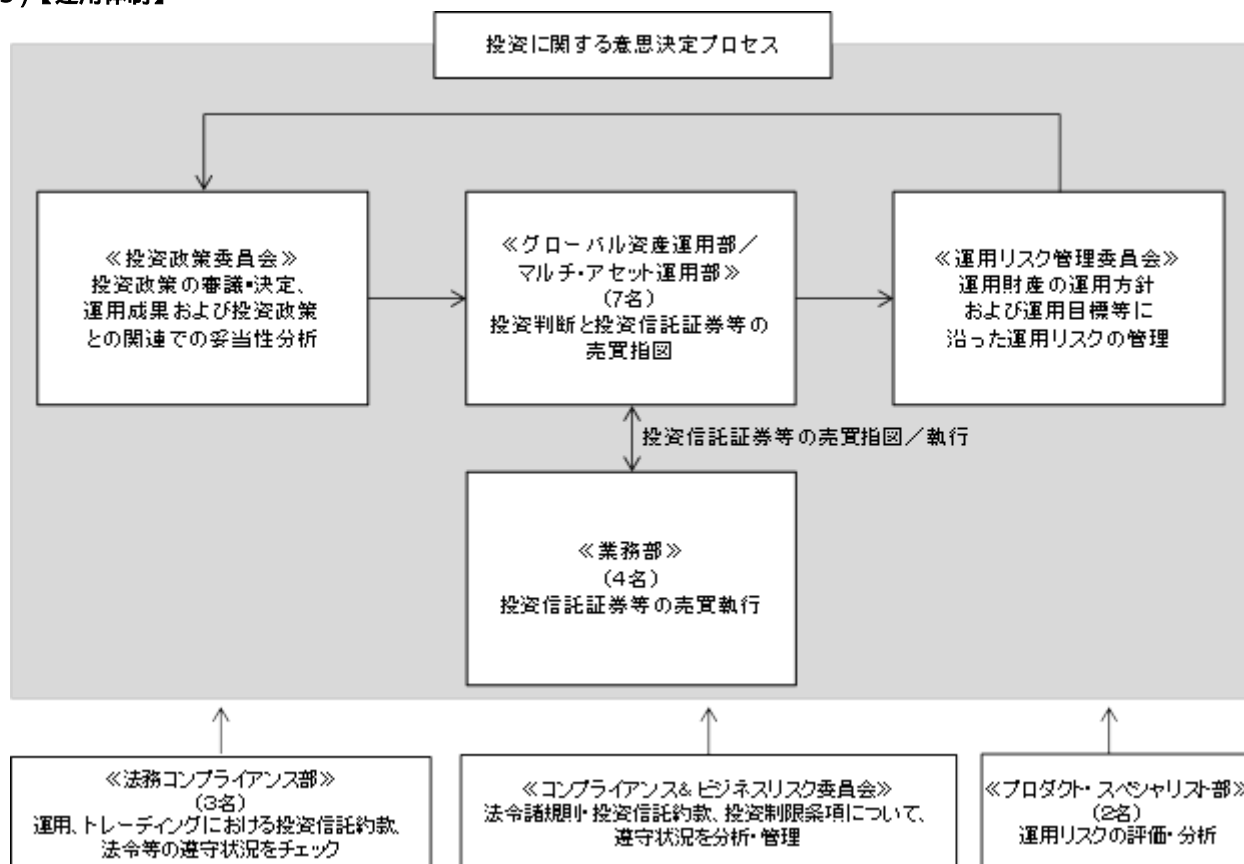 【運用体制】
投資に関する意思決定プロセス
≪投資政策委員会≫
投資政策の審議・決定、
運用成果および投資政策
との関連での妥当性分析
≪グローバル資産運用部／
マルチ・アセット運用部≫
(7名)
投資判断と投資信託証券等の
売買指図
≪運用リスク管理委員会≫
運用財産の運用方針
および運用目標等に
沿った運用リスクの管理
投資信託証券等の売買指図／執行
≪業務部≫
(4名)
投資信託証券等の売買執行
≪法務コンプライアンス部≫
(3名)
運用、トレーディングにおける投資信託約款、
法令等の遵守状況をチェック
≪コンプライアンス&ビジネスリスク委員会≫
法令諸規則・投資信託約款、投資制限条項について、
遵守状況を分析・管理
≪プロダクト・スペシャリスト部≫
(2名)
運用リスクの評価・分析